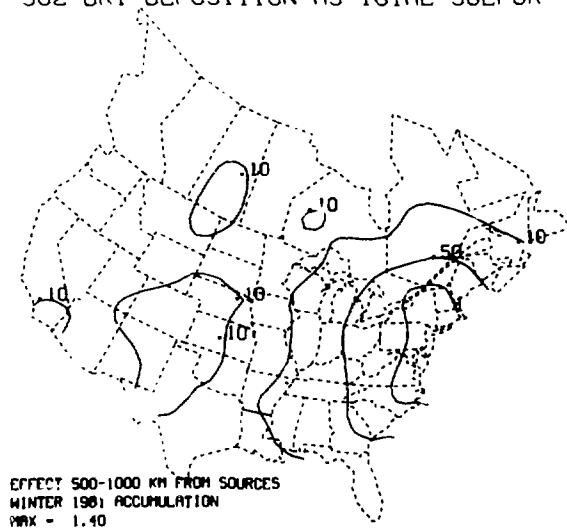 SO2 DRY DEPOSITION AS TOTAL SULFUR
.10
.10
.10
50
.10
.10
.10
EFFECT 500-1000 KM FROM SOURCES
WINTER 1981 ACCUMULATION
MAX = 1.40